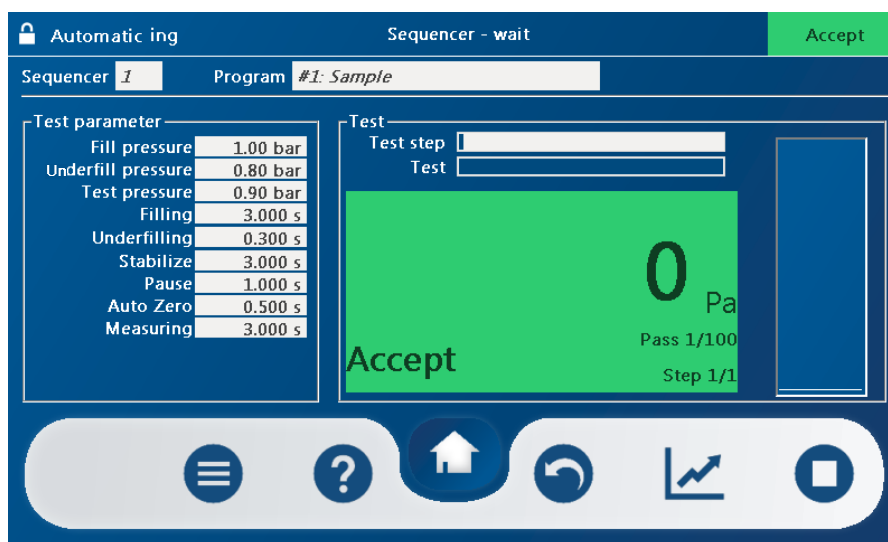 Automatic ing
Sequencer - wait
Accept
Sequencer 1
Program #1: Sample
Test parameter
Fill pressure 1.00 bar
Underfill pressure 0.80 bar
Test pressure 0.90 bar
Filling 3.000 s
Underfilling 0.300 s
Stabilize 3.000 s
Pause 1.000 s
Auto Zero 0.500 s
Measuring 3.000 s
Test
Test step
Test
0 Pa
Pass 1/100
Accept
Step 1/1
?